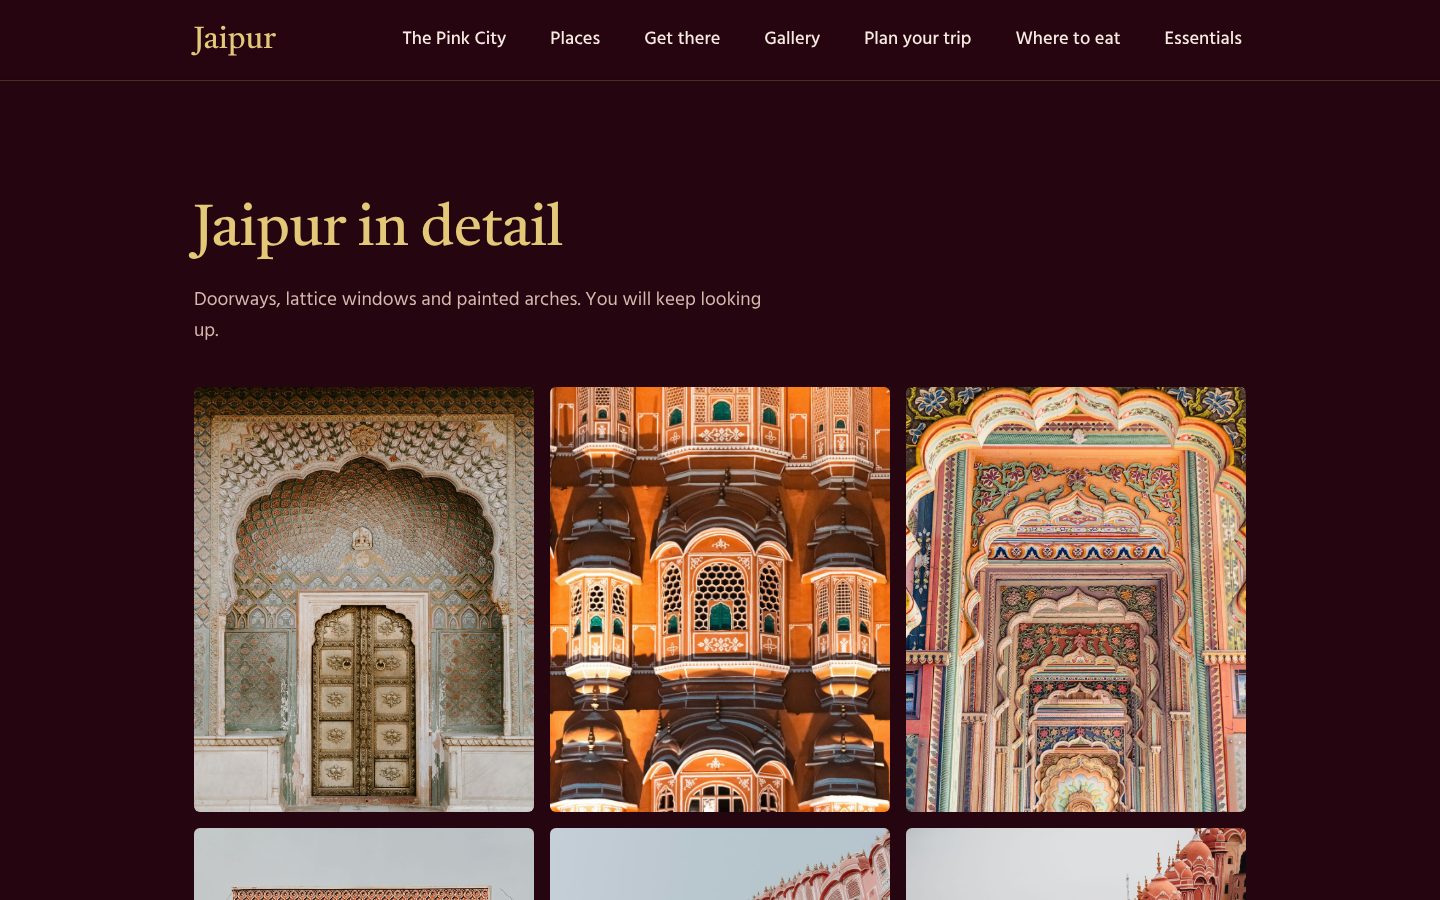 Jaipur
The Pink City
Places
Get there
Gallery
Plan your trip
Where to eat
Essentials
Jaipur in detail
Doorways, lattice windows and painted arches. You will keep looking
up.